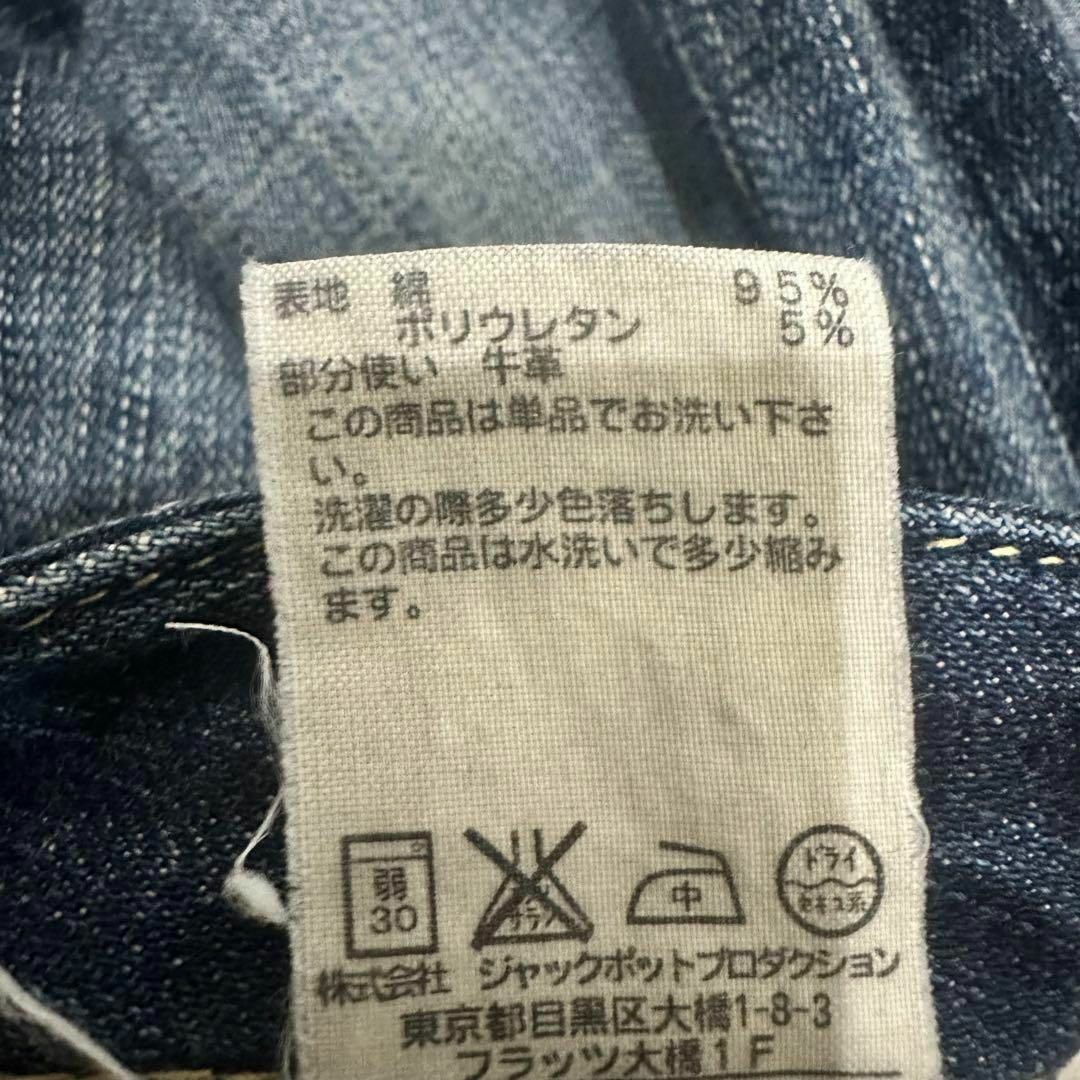 表地 綿 95%
ポリウレタン 5%
部分使い 牛革
この商品は単品でお洗い下さ
い。
洗濯の際多少色落ちします。
この商品は水洗いで多少縮み
ます。
弱
30
中
ドライ
セキユ系
株式会社 ジャックポットプロダクション
東京都目黒区大橋1-8-3
フラッツ大橋1F